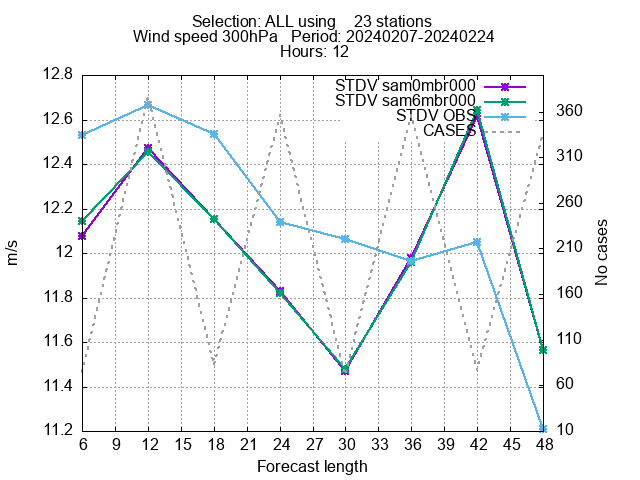 Selection: ALL using    23 stations
Wind speed 300hPa   Period: 20240207-20240224
Hours: 12
STDV sam0mbr000
STDV sam6mbr000
STDV OBS
CASES
12.8
12.6
12.4
12.2
12
11.8
11.6
11.4
11.2
m/s
360
310
260
210
160
110
60
10
No cases
6 9 12 15 18 21 24 27 30 33 36 39 42 45 48
Forecast length